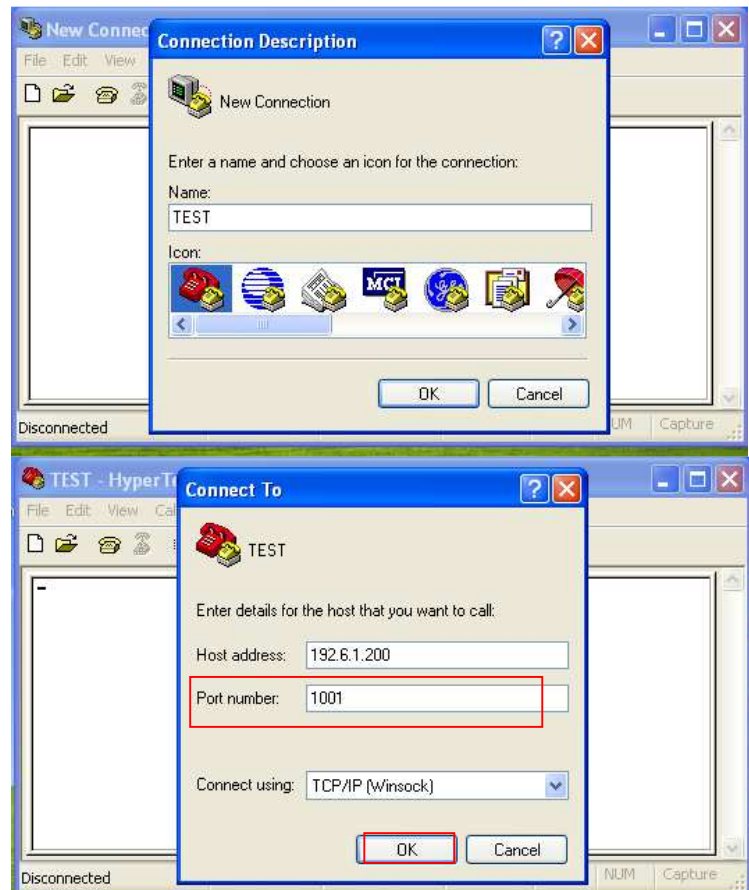 New Connec
Connection Description
File Edit View
New Connection
Enter a name and choose an icon for the connection:
Name:
TEST
Icon:
MCI
OK Cancel
Disconnected
UM Capture
TEST - HyperTe
Connect To
File Edit View Cal
TEST
Enter details for the host that you want to call:
Host address: 192.6.1.200
Port number: 1001
Connect using: TCP/IP (Winsock)
OK Cancel
Disconnected
NUM Capture